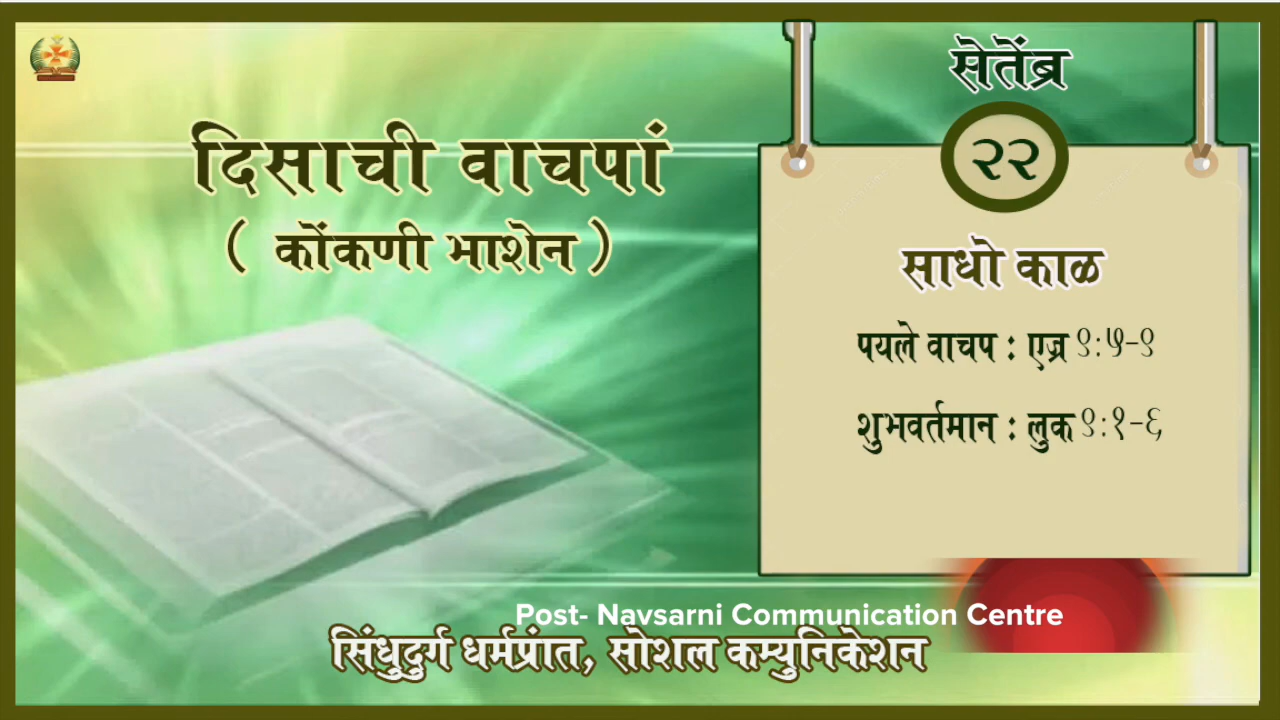 दिसाची वाचपां
( कोंकणी भाशेन )
सेतेंब्र
२२
साधो काळ
पयले वाचप : एज्र ९:५-९
शुभवर्तमान : लुक ९:१-६
Post- Navsarni Communication Centre
सिंधुदुर्ग धर्मप्रांत, सोशल कम्युनिकेशन